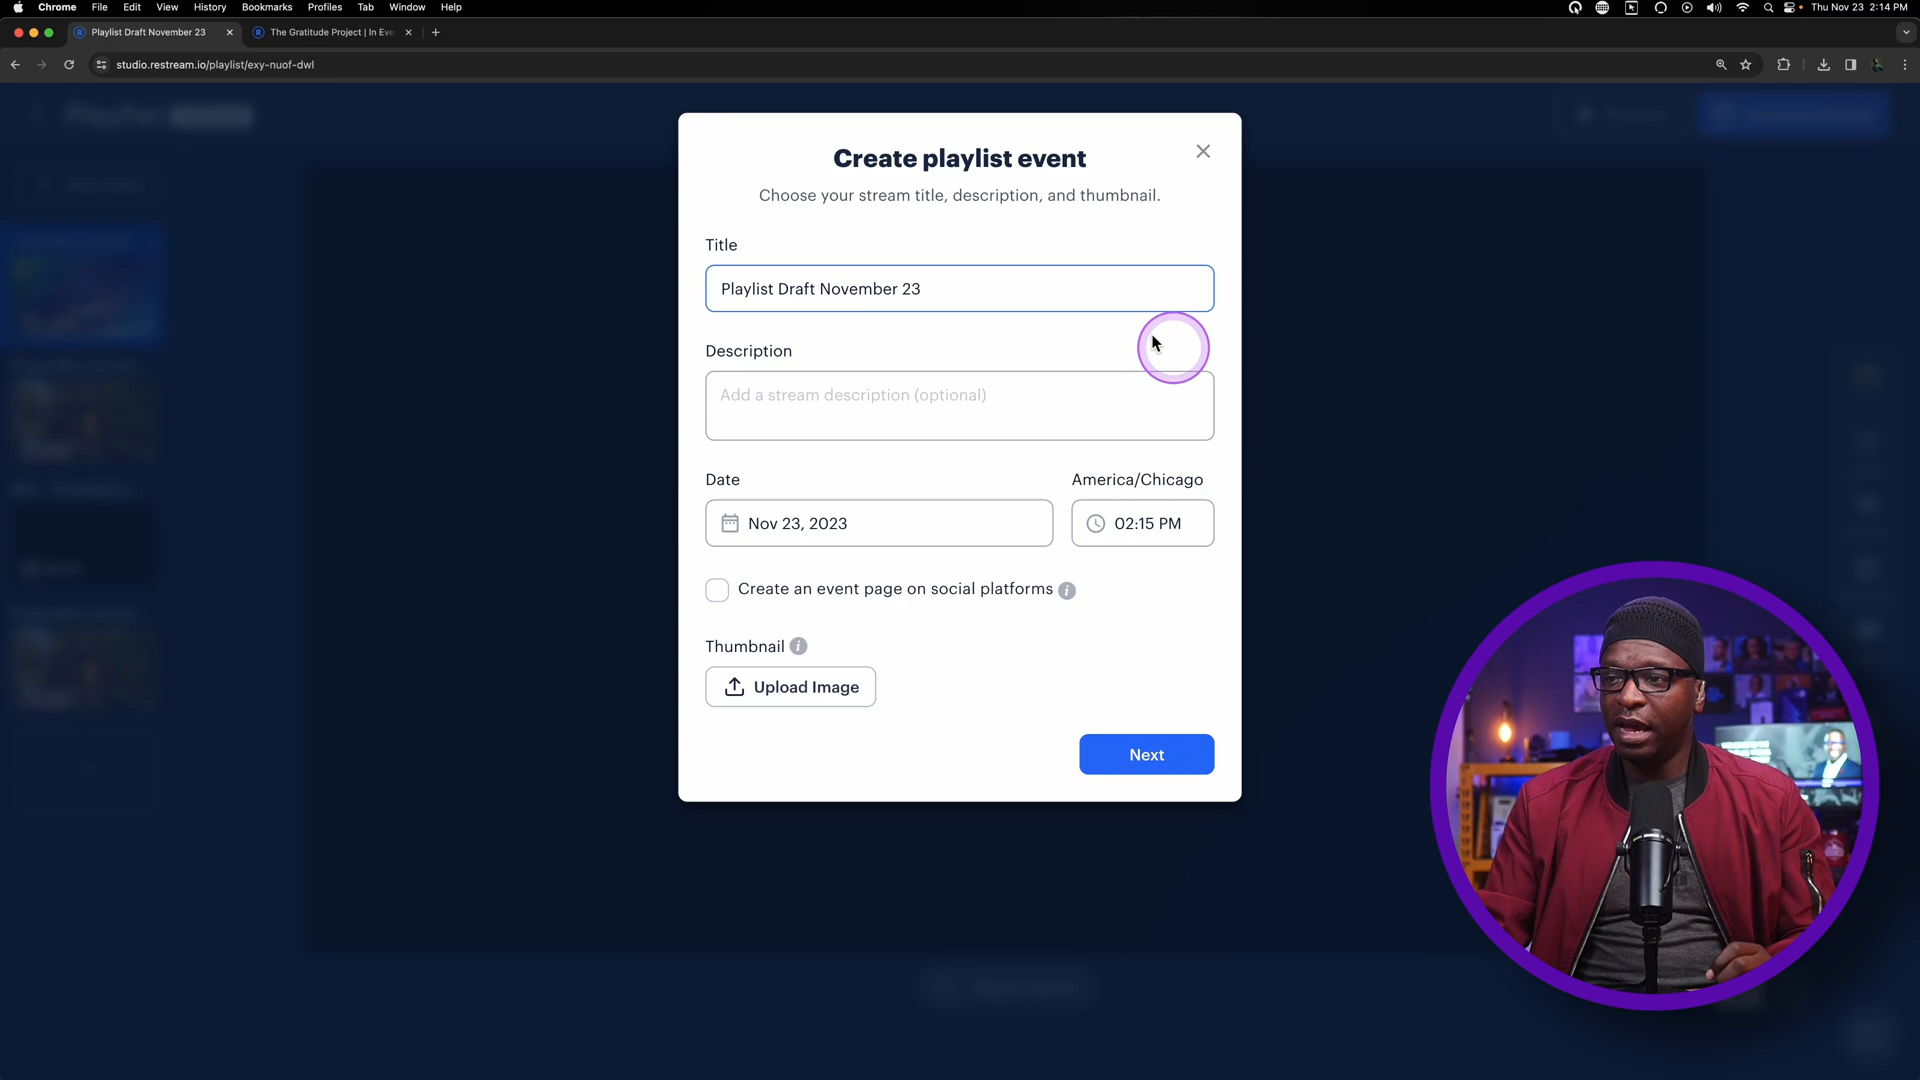 Chrome File Edit View History Bookmarks Profiles Tab Window Help
Thu Nov 23 2:14 PM
Playlist Draft November 23
The Gratitude Project | In Eve
studio.restream.io/playlist/exy-nuof-dwl
Playlist
Create playlist event
Choose your stream title, description, and thumbnail.
Title
Playlist Draft November 23
Description
Add a stream description (optional)
Date
America/Chicago
Nov 23, 2023
02:15 PM
Create an event page on social platforms
Thumbnail
Upload Image
Next